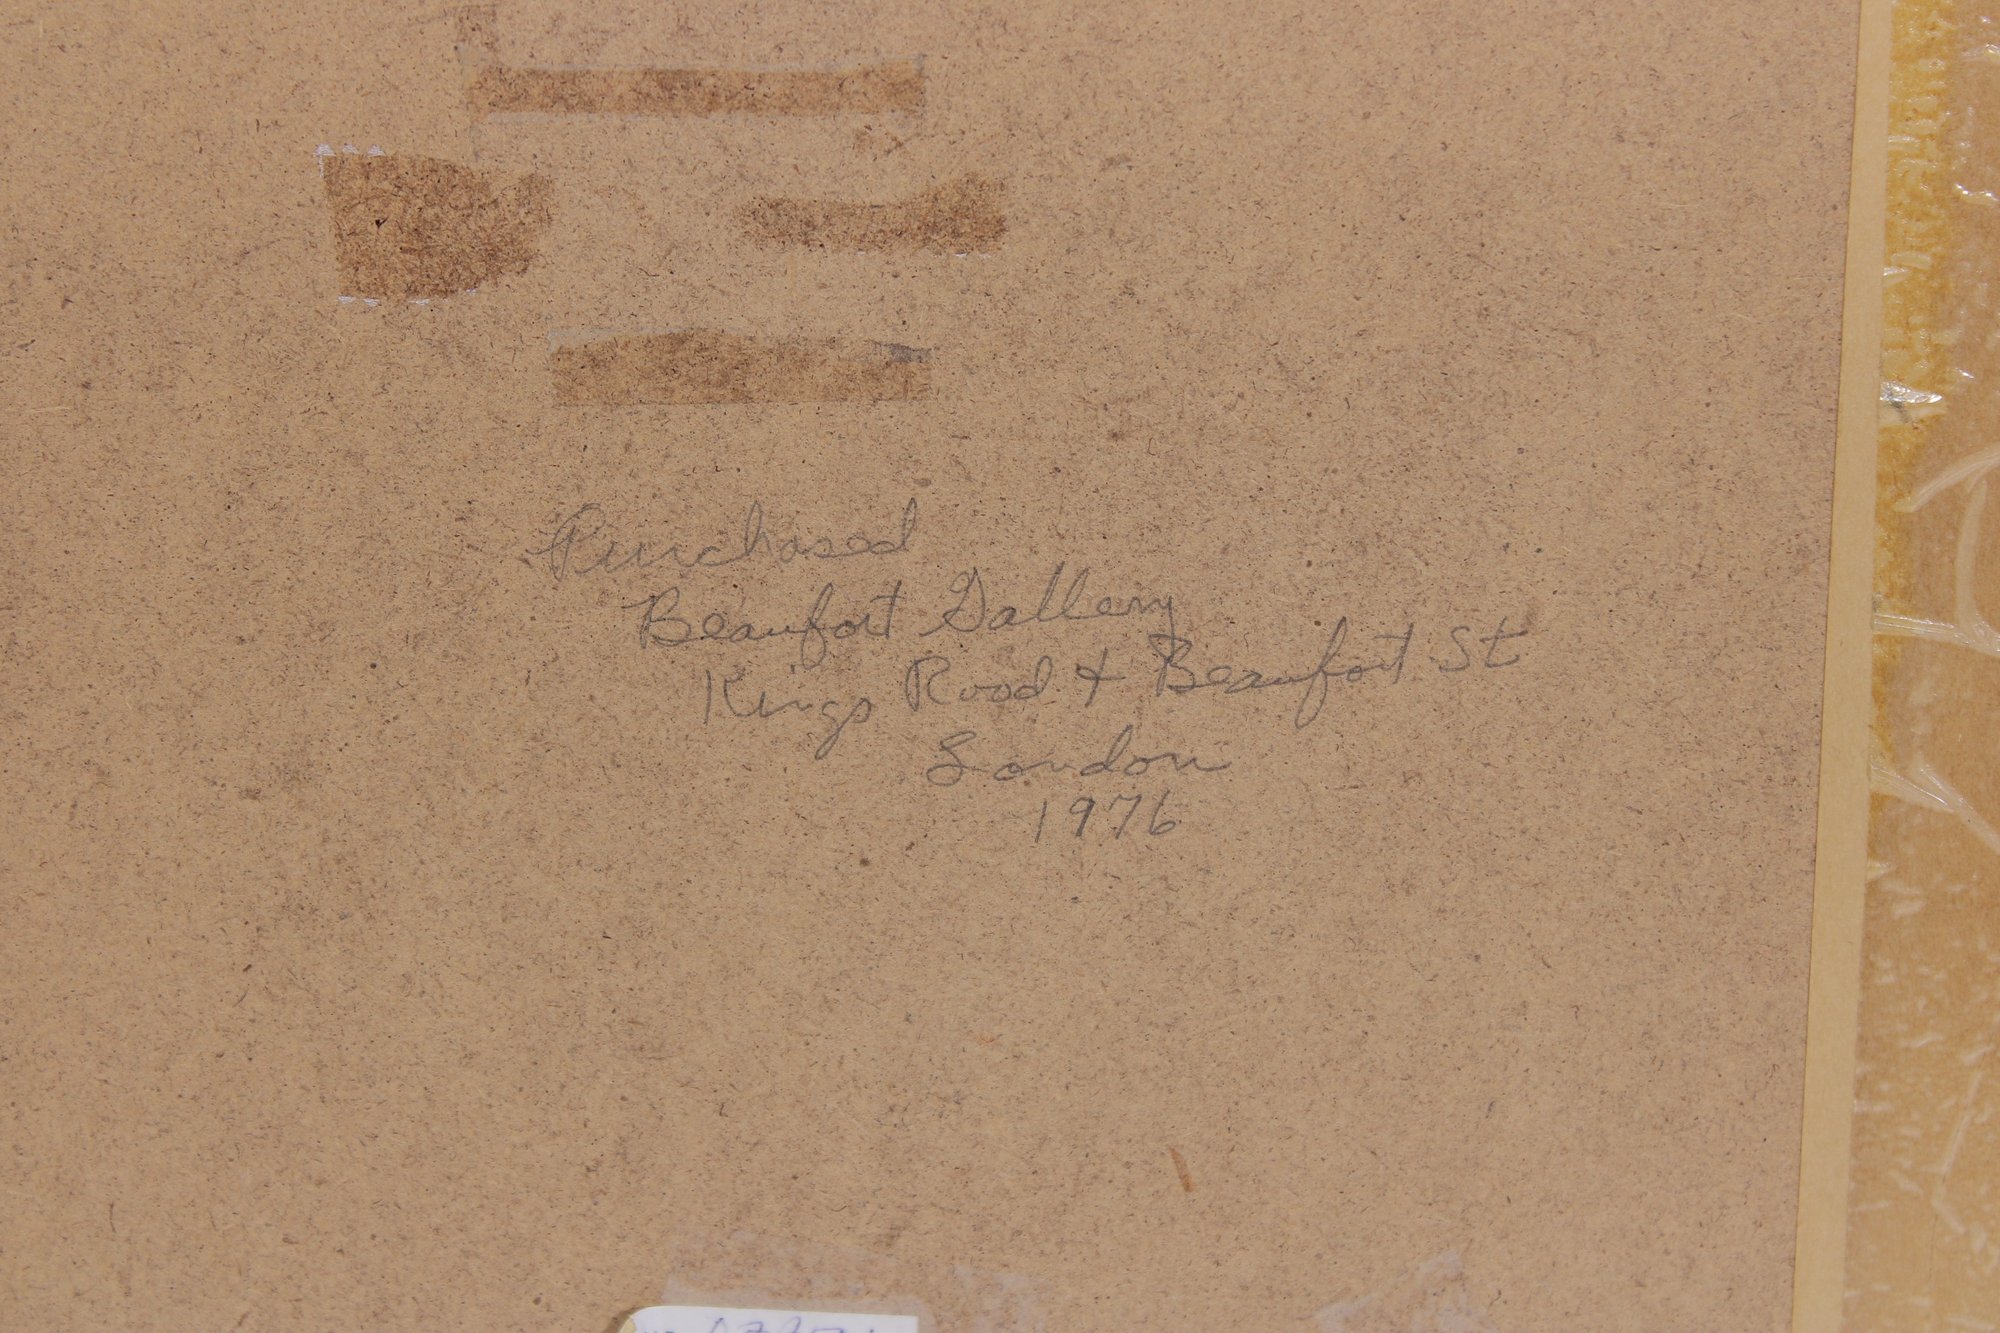 Purchased
Beaufort Gallery
Kings Road + Beaufort St
London
1976